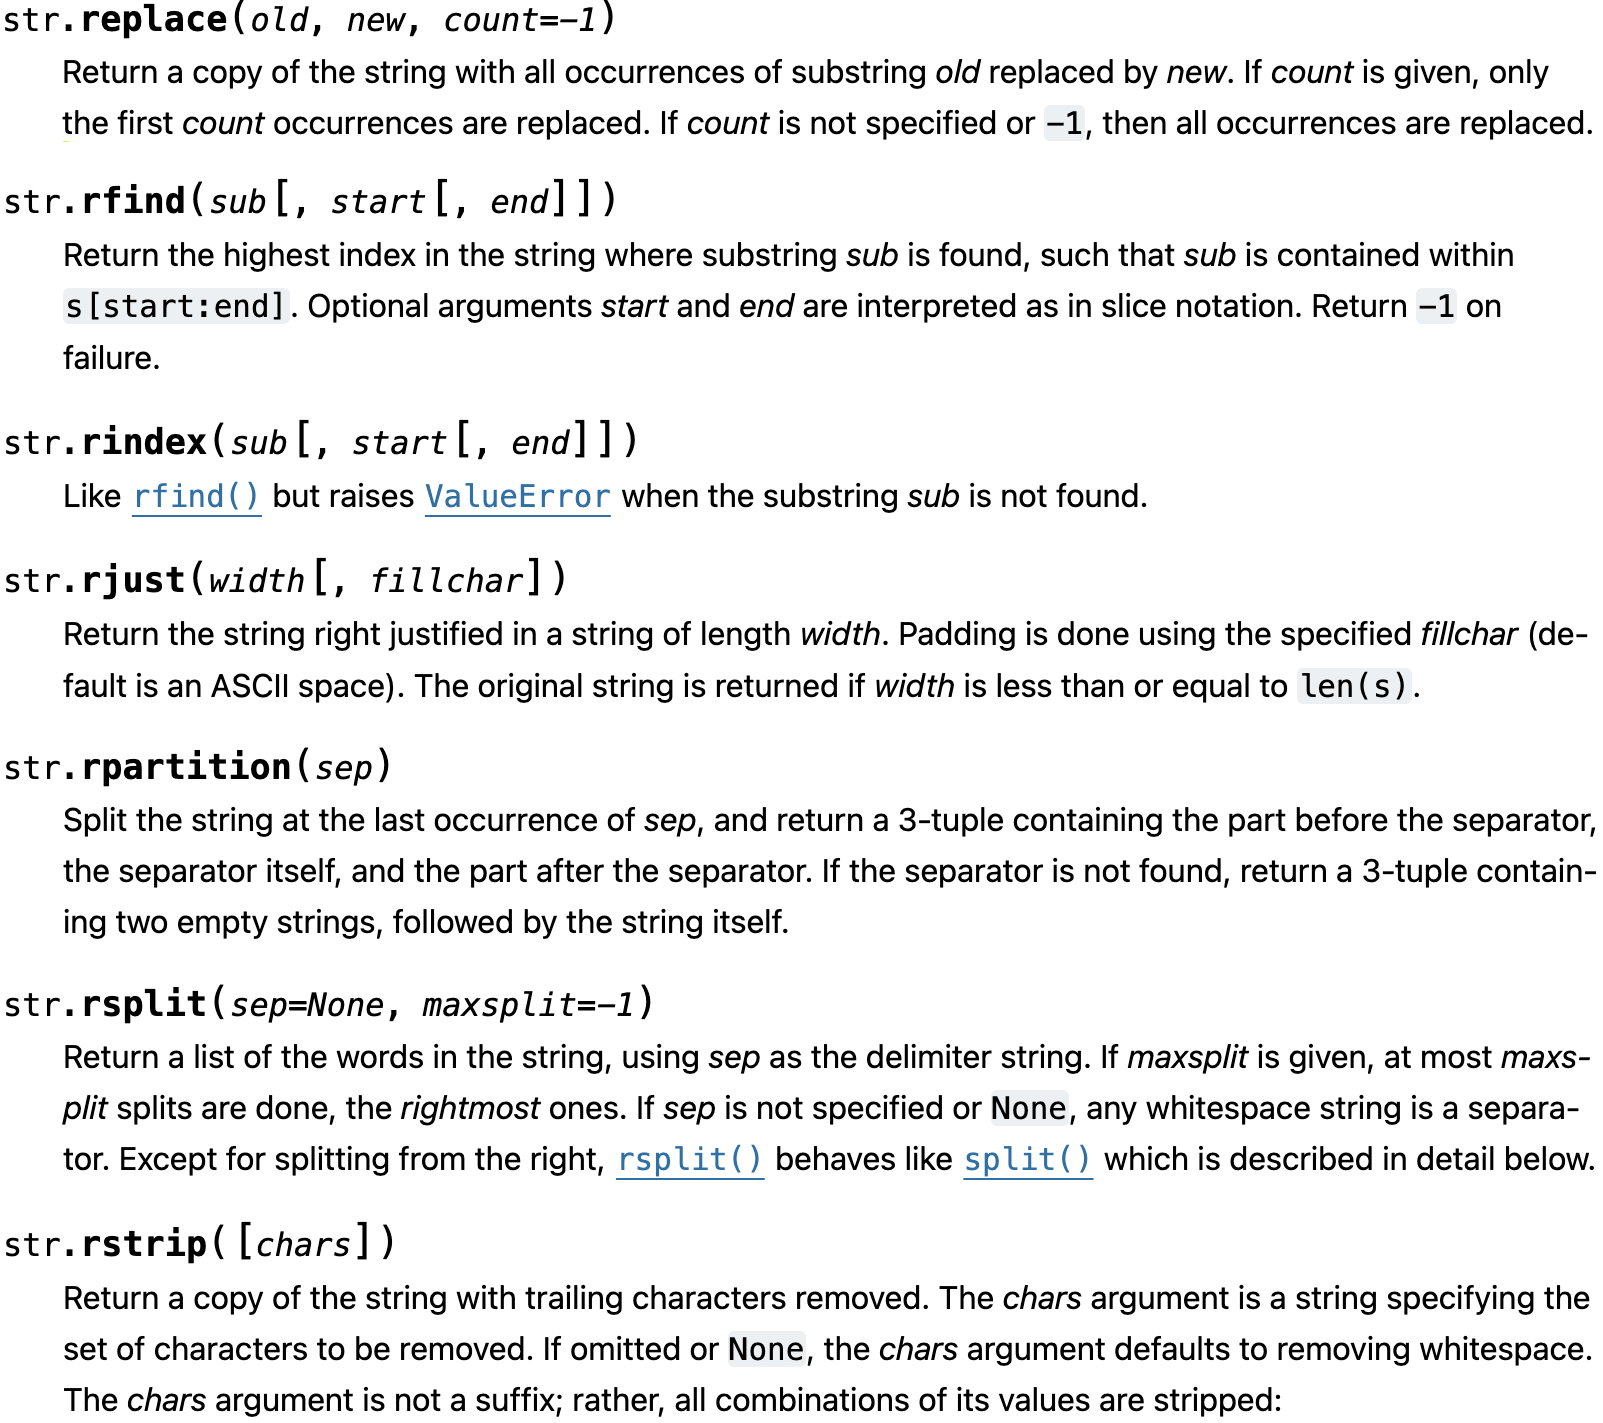 str.replace(old, new, count=-1)
Return a copy of the string with all occurrences of substring old replaced by new. If count is given, only
the first count occurrences are replaced. If count is not specified or -1, then all occurrences are replaced.
str.rfind(sub[, start[, end]])
Return the highest index in the string where substring sub is found, such that sub is contained within
s[start:end]. Optional arguments start and end are interpreted as in slice notation. Return -1 on
failure.
str.rindex(sub[, start[, end]])
Like rfind() but raises ValueError when the substring sub is not found.
str.rjust(width[, fillchar])
Return the string right justified in a string of length width. Padding is done using the specified fillchar (de-
fault is an ASCII space). The original string is returned if width is less than or equal to len(s).
str.rpartition(sep)
Split the string at the last occurrence of sep, and return a 3-tuple containing the part before the separator,
the separator itself, and the part after the separator. If the separator is not found, return a 3-tuple contain-
ing two empty strings, followed by the string itself.
str.rsplit(sep=None, maxsplit=-1)
Return a list of the words in the string, using sep as the delimiter string. If maxsplit is given, at most maxs-
plit splits are done, the rightmost ones. If sep is not specified or None, any whitespace string is a separa-
tor. Except for splitting from the right, rsplit() behaves like split() which is described in detail below.
str.rstrip([chars])
Return a copy of the string with trailing characters removed. The chars argument is a string specifying the
set of characters to be removed. If omitted or None, the chars argument defaults to removing whitespace.
The chars argument is not a suffix; rather, all combinations of its values are stripped: